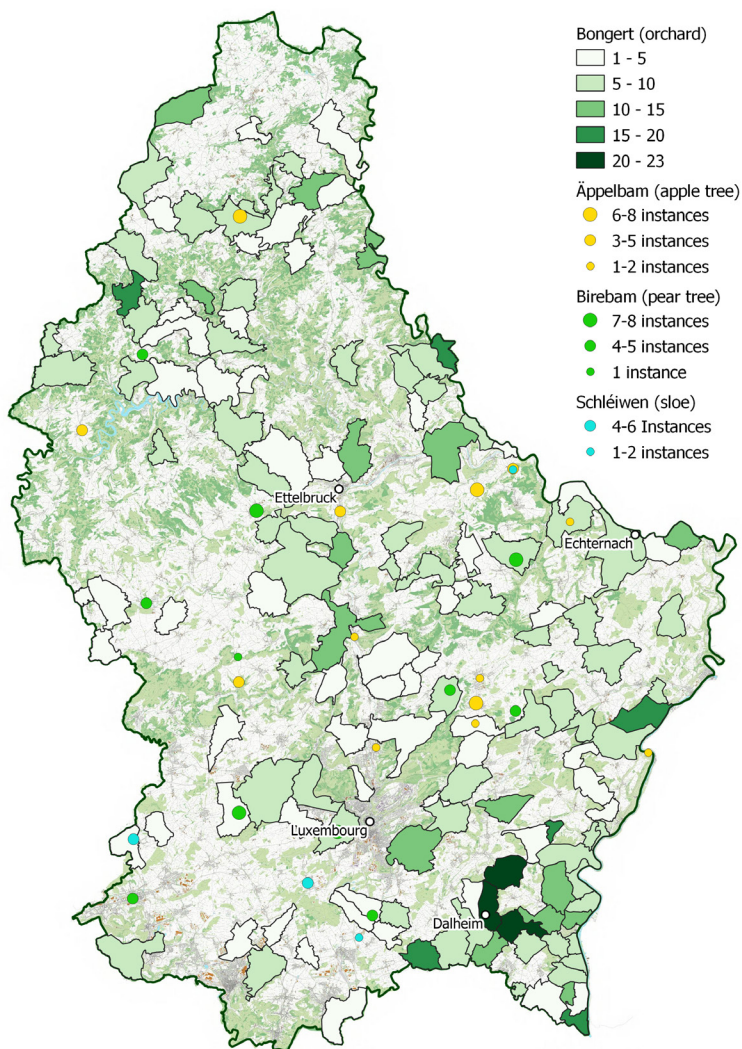 Bongert (orchard)
1 - 5
5 - 10
10 - 15
15 - 20
20 - 23
Äppelbam (apple tree)
6-8 instances
3-5 instances
1-2 instances
Birebam (pear tree)
7-8 instances
4-5 instances
1 instance
Schléiwen (sloe)
4-6 Instances
1-2 instances
Ettelbruck
Echternach
Luxembourg
Dalheim